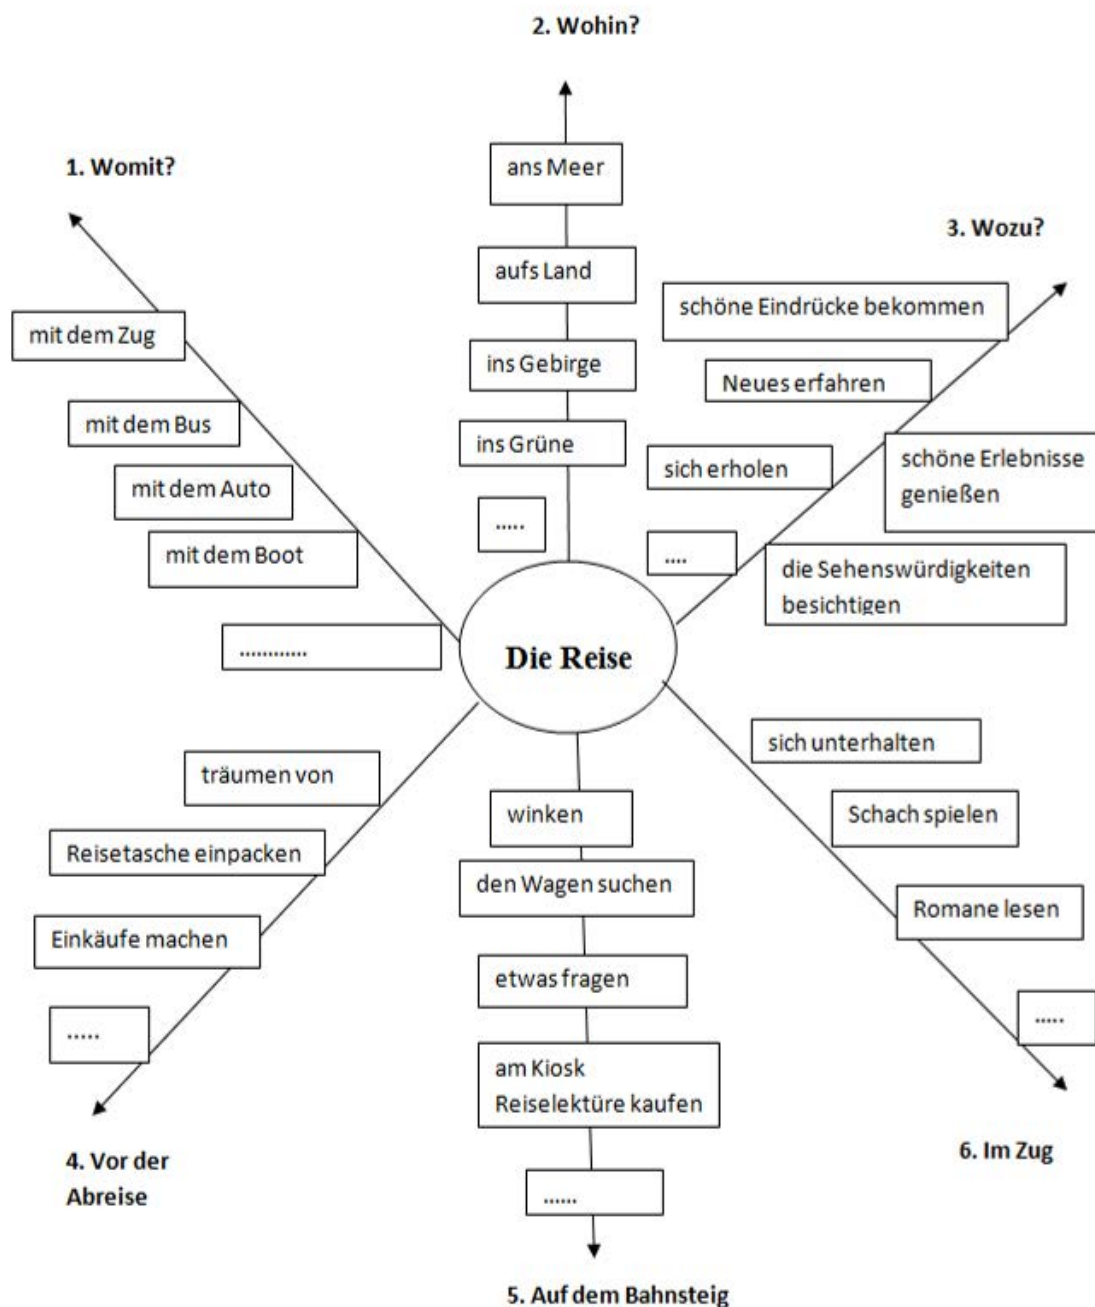 2. Wohin?
ans Meer
aufs Land
ins Gebirge
ins Grüne
.....
1. Womit?
mit dem Zug
mit dem Bus
mit dem Auto
mit dem Boot
............
3. Wozu?
schöne Eindrücke bekommen
Neues erfahren
schöne Erlebnisse
genießen
sich erholen
die Sehenswürdigkeiten
besichtigen
....
Die Reise
träumen von
Reisetasche einpacken
Einkäufe machen
.....
4. Vor der
Abreise
winken
den Wagen suchen
etwas fragen
am Kiosk
Reiselektüre kaufen
......
5. Auf dem Bahnsteig
sich unterhalten
Schach spielen
Romane lesen
.....
6. Im Zug